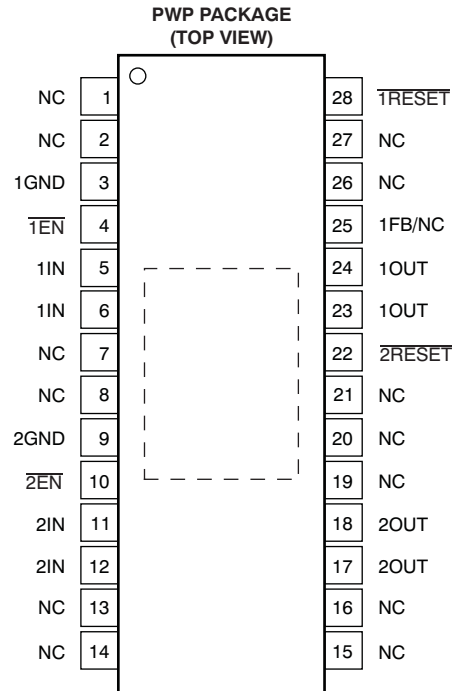 PWP PACKAGE
(TOP VIEW)
NC 1 28 1RESET
NC 2 27 NC
1GND 3 26 NC
1EN 4 25 1FB/NC
1IN 5 24 1OUT
1IN 6 23 1OUT
NC 7 22 2RESET
NC 8 21 NC
2GND 9 20 NC
2EN 10 19 NC
2IN 11 18 2OUT
2IN 12 17 2OUT
NC 13 16 NC
NC 14 15 NC